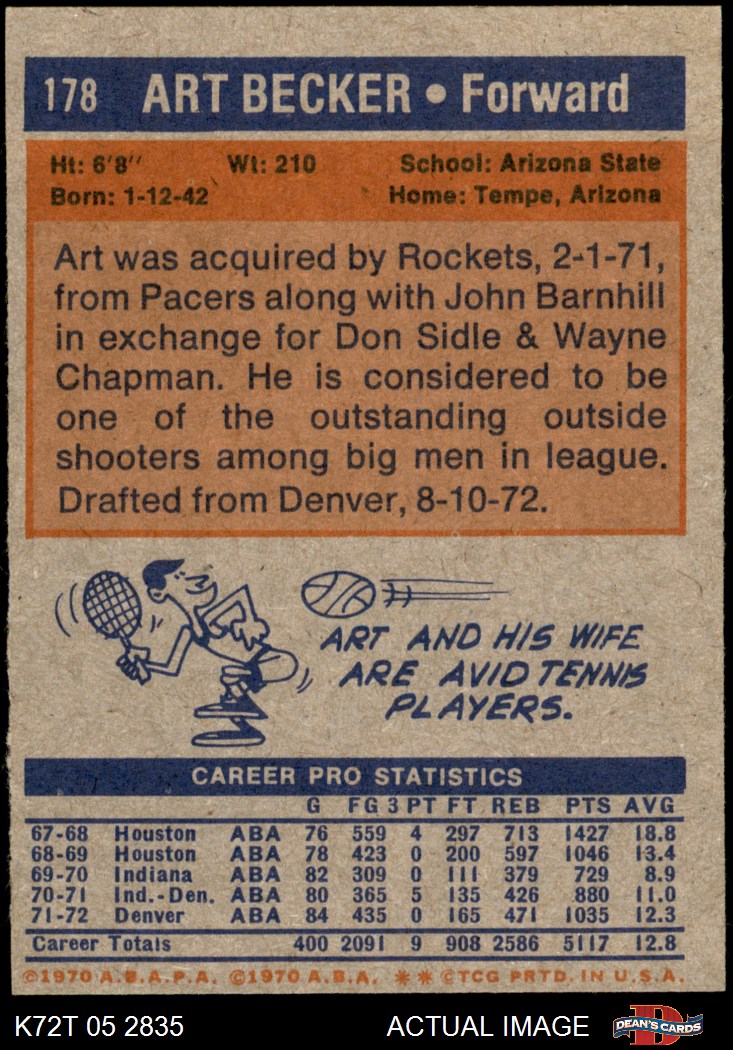 178 ART BECKER • Forward
Ht: 6'8'' Wt: 210 School: Arizona State
Born: 1-12-42 Home: Tempe, Arizona
Art was acquired by Rockets, 2-1-71,
from Pacers along with John Barnhill
in exchange for Don Sidle & Wayne
Chapman. He is considered to be
one of the outstanding outside
shooters among big men in league.
Drafted from Denver, 8-10-72.
ART AND HIS WIFE
ARE AVID TENNIS
PLAYERS.
CAREER PRO STATISTICS
G FG 3 PT FT REB PTS AVG
67-68 Houston ABA 76 559 4 297 713 1427 18.8
68-69 Houston ABA 78 423 0 200 597 1046 13.4
69-70 Indiana ABA 82 309 0 111 379 729 8.9
70-71 Ind.-Den. ABA 80 365 5 135 426 880 11.0
71-72 Denver ABA 84 435 0 165 471 1035 12.3
Career Totals 400 2091 9 908 2586 5117 12.8
©1970 A.B.A.P.A. ©1970 A.B.A. ** ©TCG PRTD. IN U.S.A.
K72T 05 2835 ACTUAL IMAGE D DEAN'S CARDS